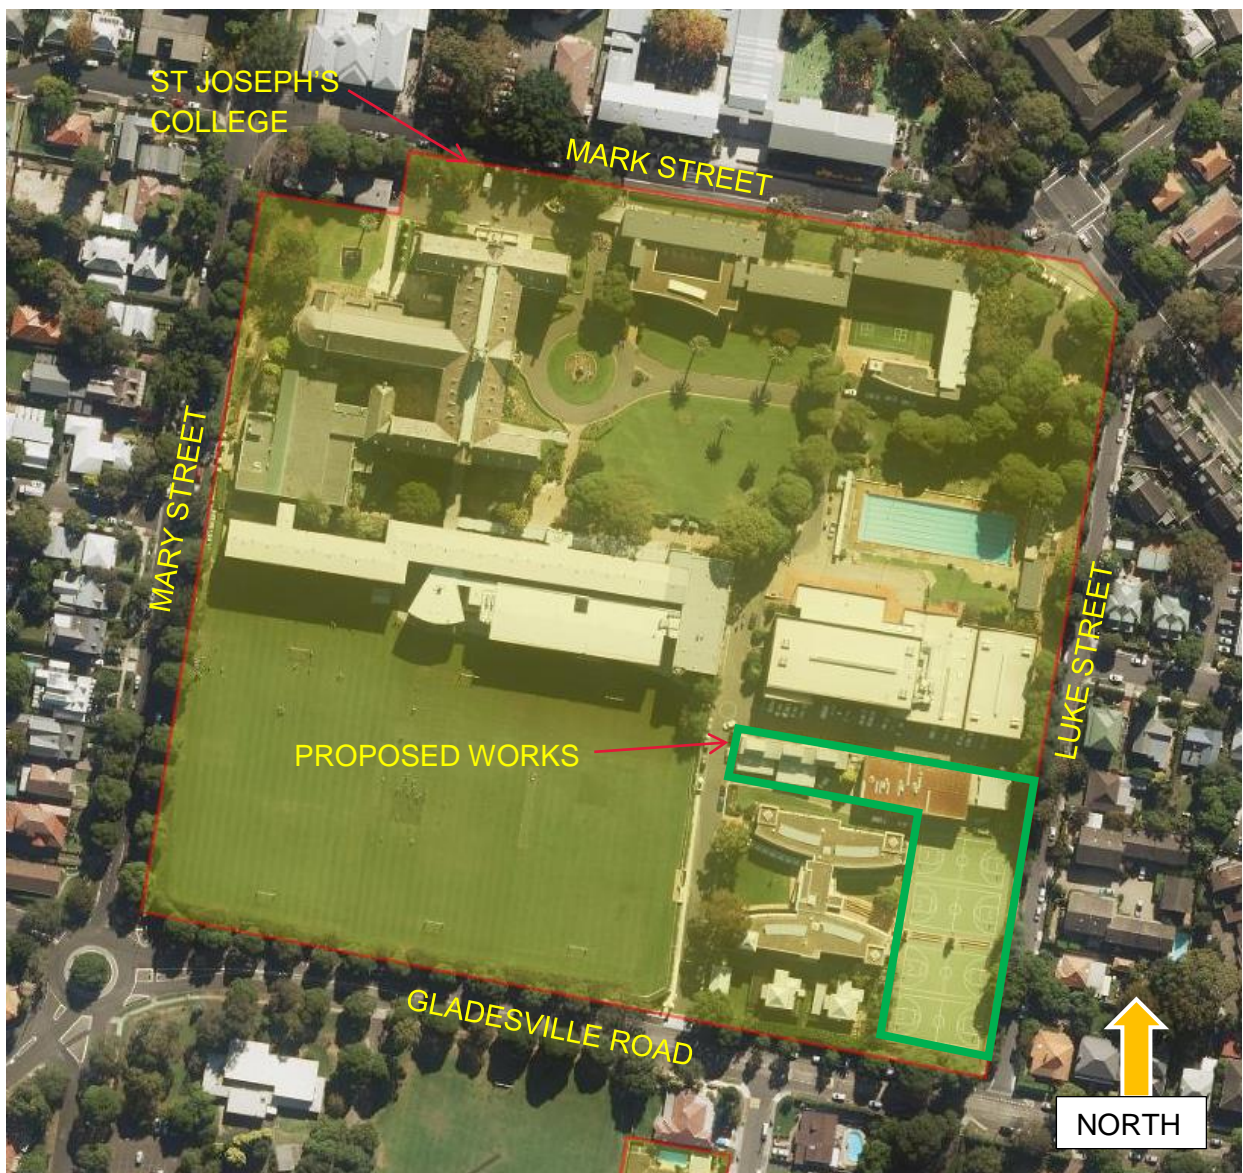 ST JOSEPH'S
COLLEGE
MARK STREET
MARY STREET
LUKE STREET
PROPOSED WORKS
GLADESVILLE ROAD
NORTH